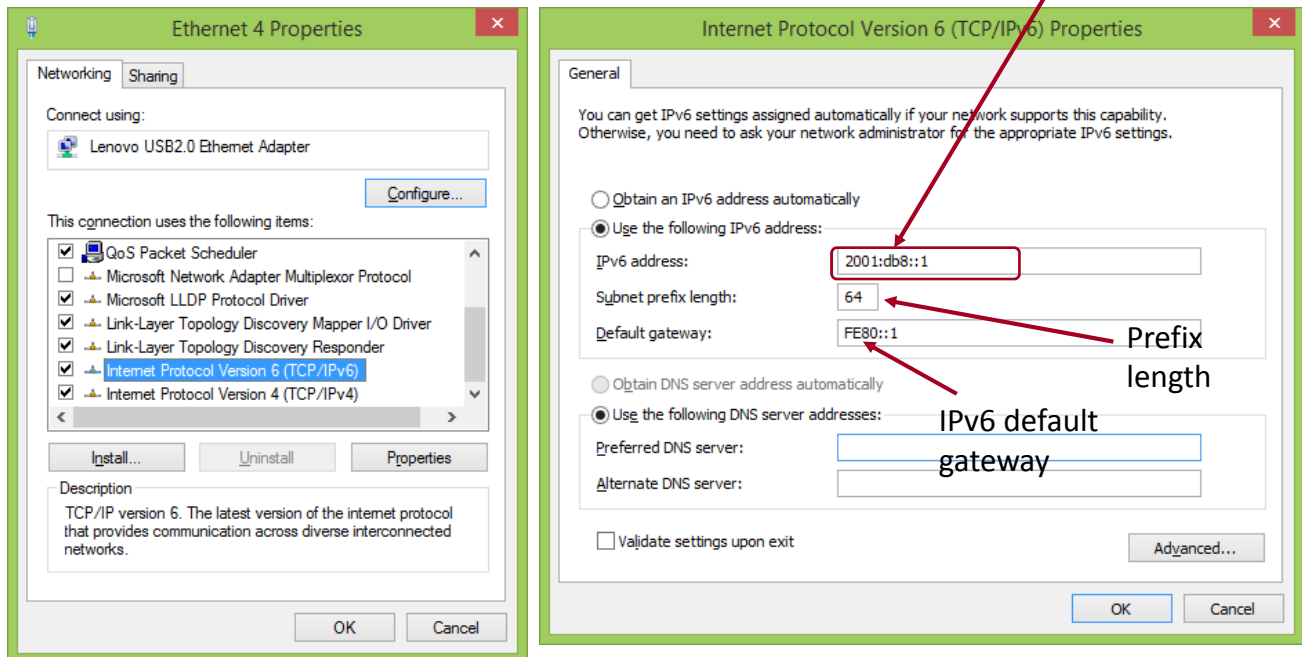 Ethernet 4 Properties
Networking
Sharing
Connect using:
Lenovo USB2.0 Ethernet Adapter
Configure...
This connection uses the following items:
QoS Packet Scheduler
Microsoft Network Adapter Multiplexor Protocol
Microsoft LLDP Protocol Driver
Link-Layer Topology Discovery Mapper I/O Driver
Link-Layer Topology Discovery Responder
Internet Protocol Version 6 (TCP/IPv6)
Internet Protocol Version 4 (TCP/IPv4)
Install...
Uninstall
Properties
Description
TCP/IP version 6. The latest version of the internet protocol
that provides communication across diverse interconnected
networks.
OK
Cancel
Internet Protocol Version 6 (TCP/IPv6) Properties
General
You can get IPv6 settings assigned automatically if your network supports this capability.
Otherwise, you need to ask your network administrator for the appropriate IPv6 settings.
Obtain an IPv6 address automatically
Use the following IPv6 address:
IPv6 address:
2001:db8::1
Subnet prefix length:
64
Default gateway:
FE80::1
Prefix
length
Obtain DNS server address automatically
Use the following DNS server addresses:
IPv6 default
gateway
Preferred DNS server:
Alternate DNS server:
Validate settings upon exit
Advanced...
OK
Cancel